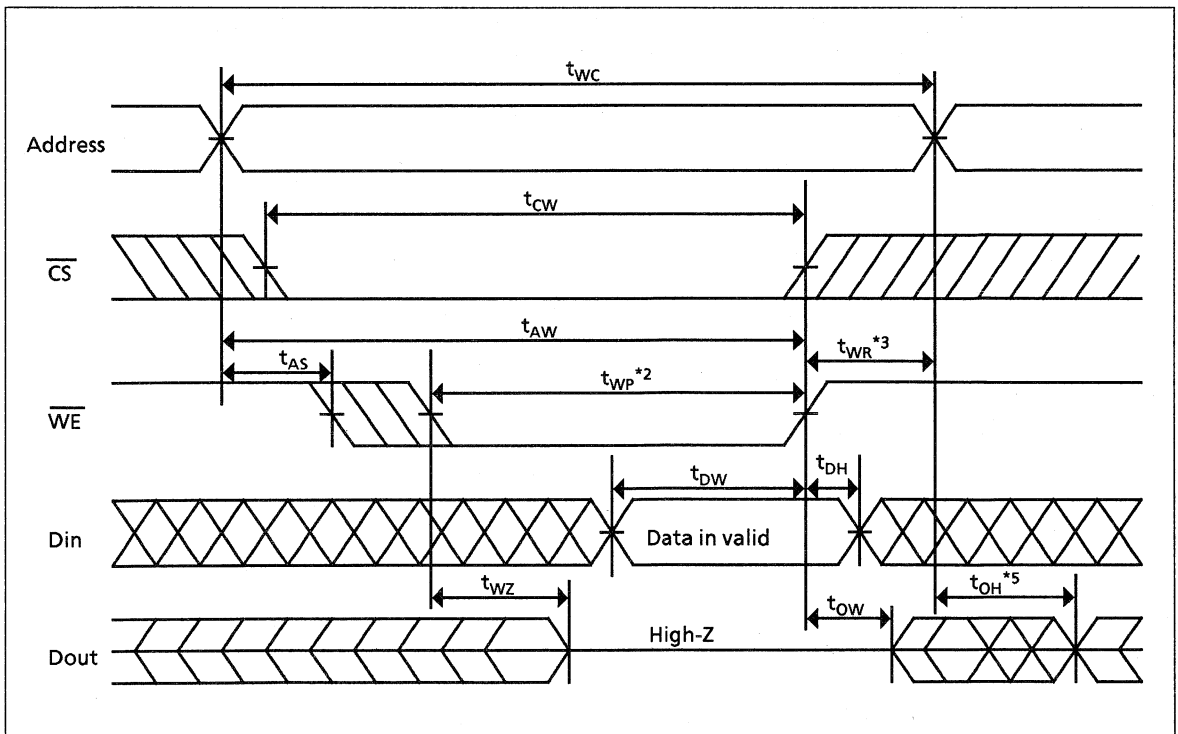 tWC
Address
tCW
CS
tAW
tAS
tWR*3
tWP*2
WE
tDW
tDH
Din
Data in valid
tWZ
tOH*5
tOW
High-Z
Dout